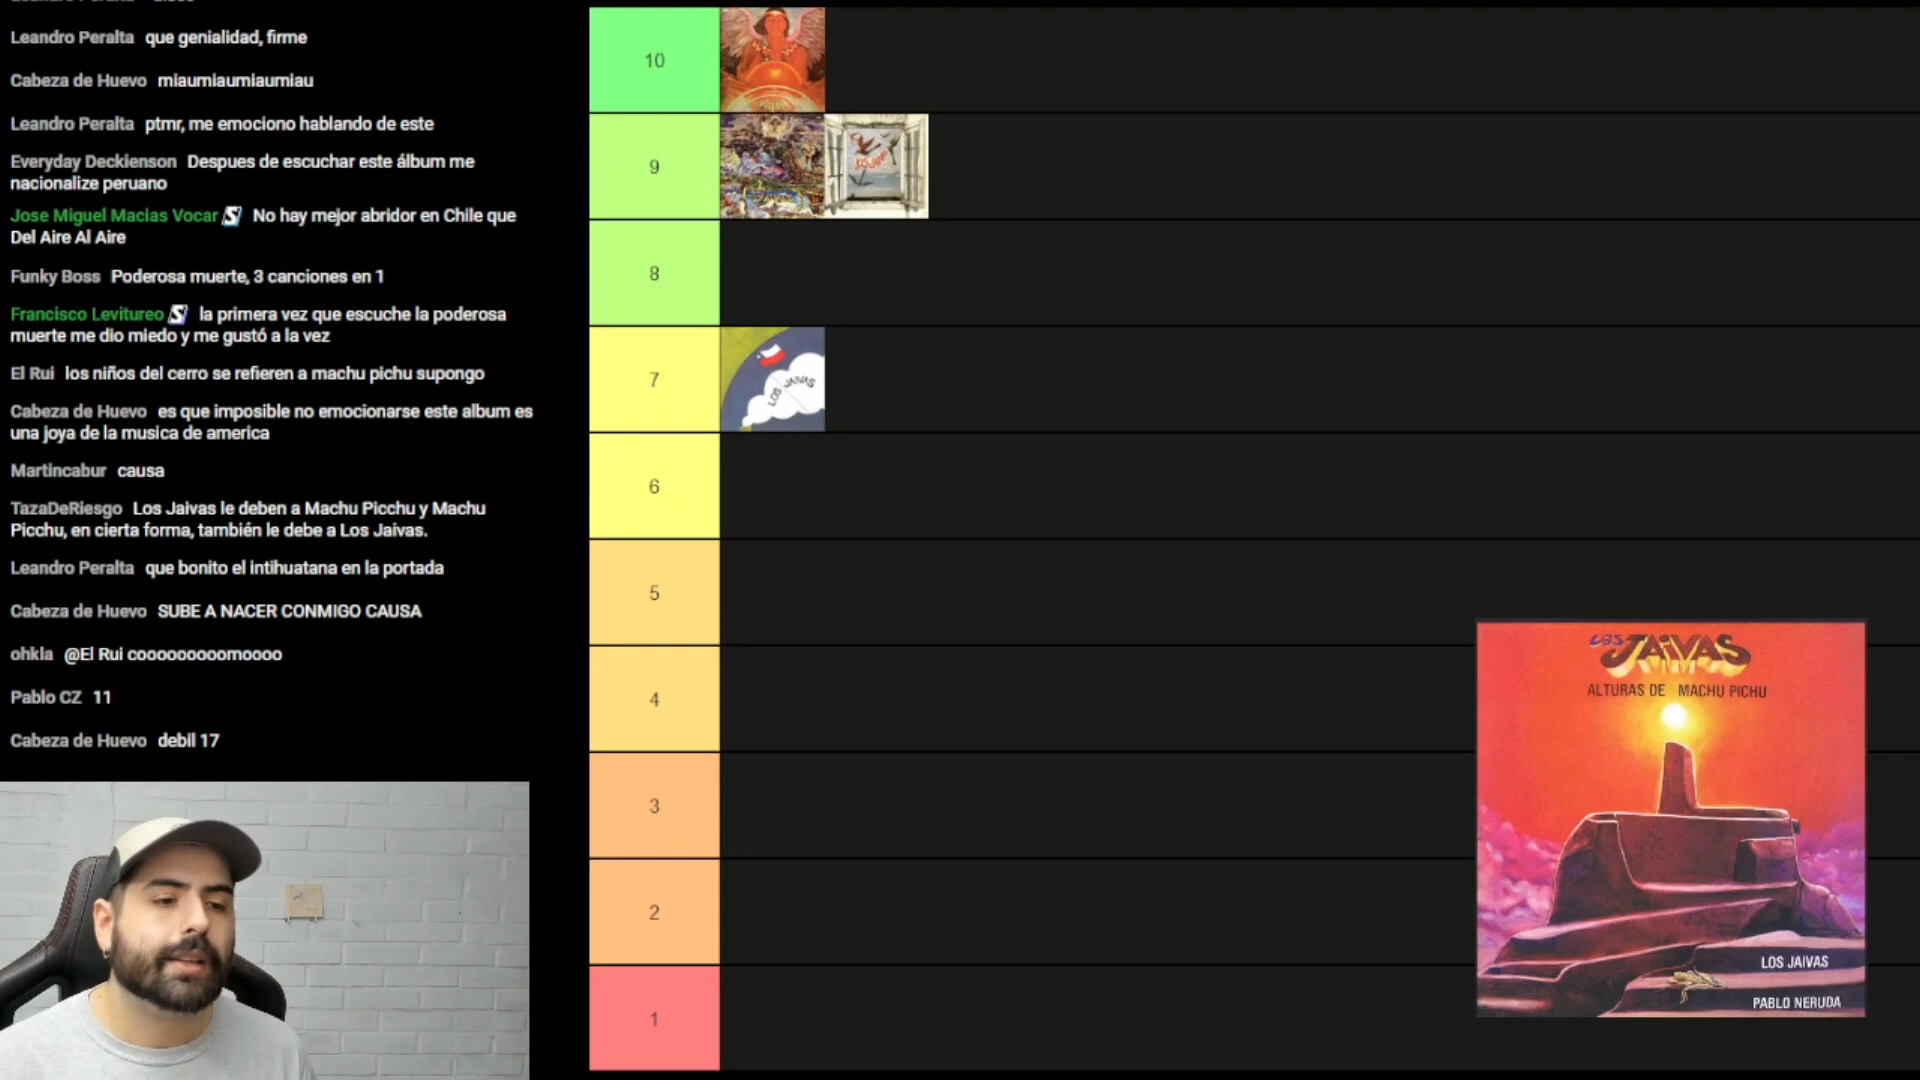 Leandro Peralta que genialidad, firme
Cabeza de Huevo miaumiaumiaumiau
Leandro Peralta ptmr, me emociono hablando de este
Everyday Deckienson Despues de escuchar este álbum me
nacionalize peruano
Jose Miguel Macias Vocar S No hay mejor abridor en Chile que
Del Aire Al Aire
Funky Boss Poderosa muerte, 3 canciones en 1
Francisco Levitureo S la primera vez que escuche la poderosa
muerte me dio miedo y me gustó a la vez
El Rui los niños del cerro se refieren a machu pichu supongo
Cabeza de Huevo es que imposible no emocionarse este album es
una joya de la musica de america
Martincabur causa
TazaDeRiesgo Los Jaivas le deben a Machu Picchu y Machu
Picchu, en cierta forma, también le debe a Los Jaivas.
Leandro Peralta que bonito el intihuatana en la portada
Cabeza de Huevo SUBE A NACER CONMIGO CAUSA
ohkla @El Rui cooooooooomoooo
Pablo CZ 11
Cabeza de Huevo debil 17
10
9
8
7
LOS JAIVAS
6
5
4
3
2
1
LOS JAIVAS
ALTURAS DE MACHU PICHU
LOS JAIVAS
PABLO NERUDA